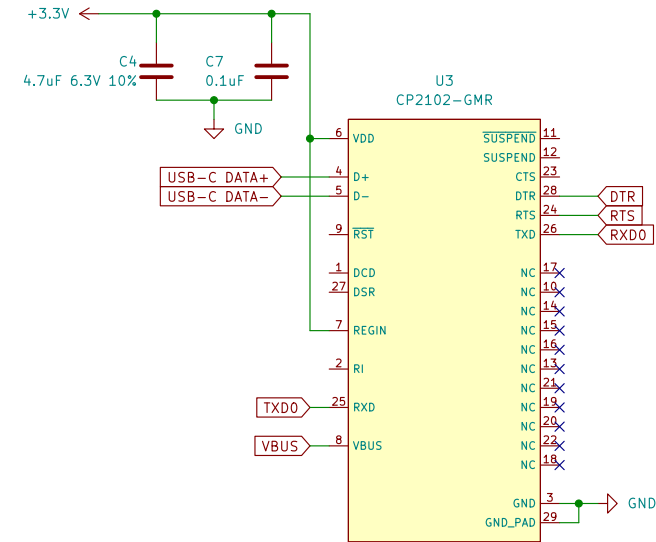 +3.3V
C4
4.7uF 6.3V 10%
C7
0.1uF
GND
U3
CP2102-GMR
6 VDD
4 D+
5 D-
9 RST
1 DCD
27 DSR
7 REGIN
2 RI
25 RXD
8 VBUS
USB-C DATA+
USB-C DATA-
TXD0
VBUS
SUSPEND 11
SUSPEND 12
CTS 23
DTR 28
RTS 24
TXD 26
NC 17
NC 10
NC 14
NC 15
NC 16
NC 13
NC 21
NC 19
NC 20
NC 22
NC 18
GND 3
GND_PAD 29
DTR
RTS
RXD0
GND